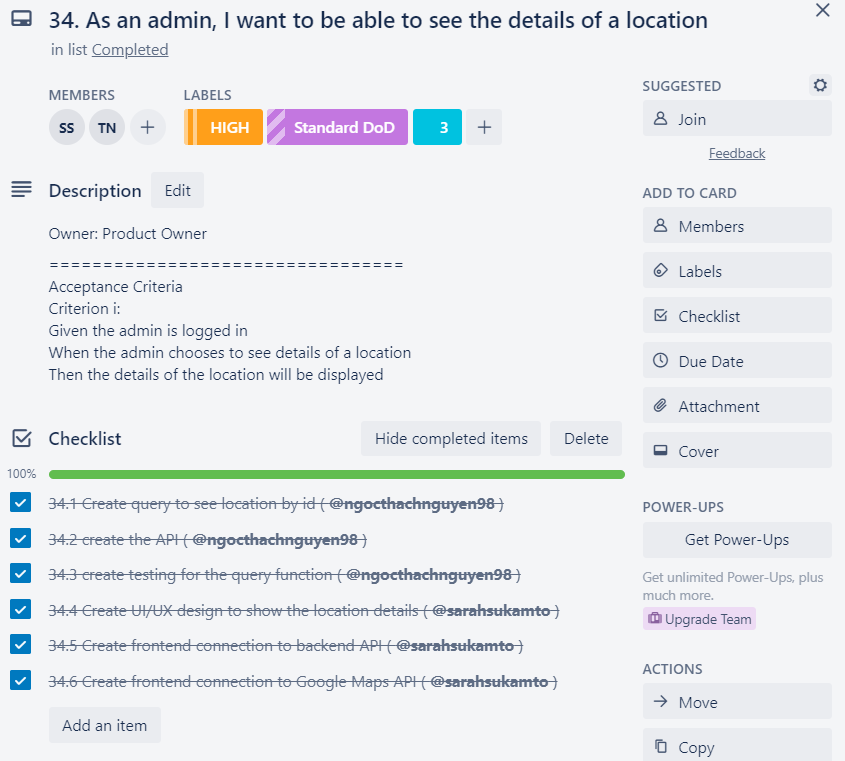 34. As an admin, I want to be able to see the details of a location
in list Completed
MEMBERS
LABELS
SS
TN
HIGH
Standard DoD
3
Description
Edit
Owner: Product Owner
=================================
Acceptance Criteria
Criterion i:
Given the admin is logged in
When the admin chooses to see details of a location
Then the details of the location will be displayed
Checklist
Hide completed items
Delete
100%
34.1 Create query to see location by id ( @ngocthachnguyen98 )
34.2 create the API ( @ngocthachnguyen98 )
34.3 create testing for the query function ( @ngocthachnguyen98 )
34.4 Create UI/UX design to show the location details ( @sarahsukamto )
34.5 Create frontend connection to backend API ( @sarahsukamto )
34.6 Create frontend connection to Google Maps API ( @sarahsukamto )
Add an item
SUGGESTED
Join
Feedback
ADD TO CARD
Members
Labels
Checklist
Due Date
Attachment
Cover
POWER-UPS
Get Power-Ups
Get unlimited Power-Ups, plus
much more.
Upgrade Team
ACTIONS
Move
Copy